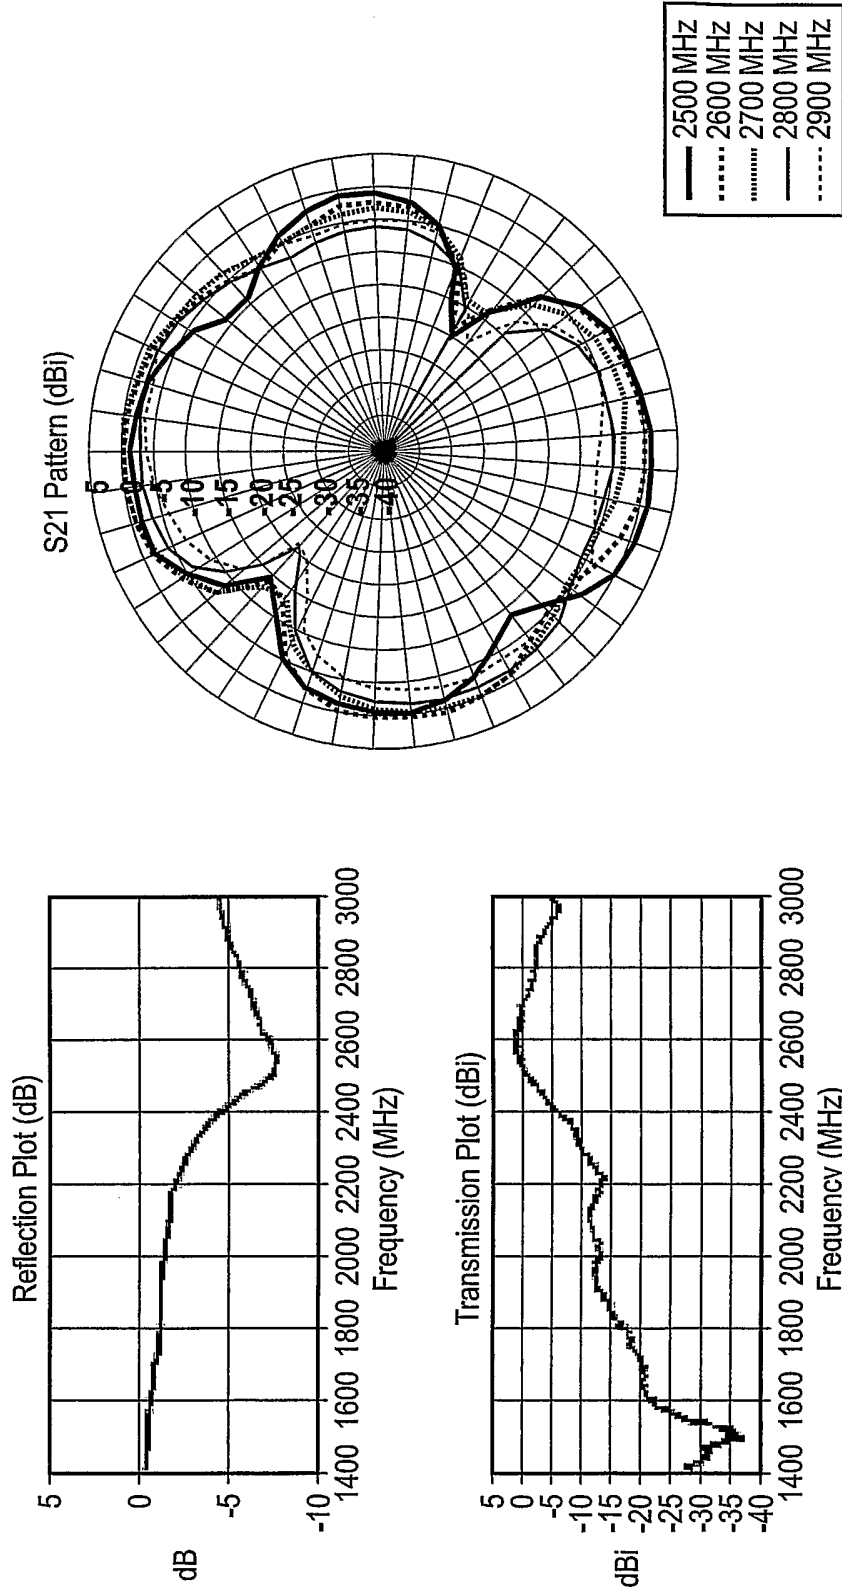 Reflection Plot (dB)
5
0
-5
-10
dB
1400 1600 1800 2000 2200 2400 2600 2800 3000
Frequency (MHz)
Transmission Plot (dBi)
5
0
-5
-10
-15
-20
-25
-30
-35
-40
dBi
1400 1600 1800 2000 2200 2400 2600 2800 3000
Frequency (MHz)
S21 Pattern (dBi)
5
0
-5
-10
-15
-20
-25
-30
-35
-40
2500 MHz
2600 MHz
2700 MHz
2800 MHz
2900 MHz